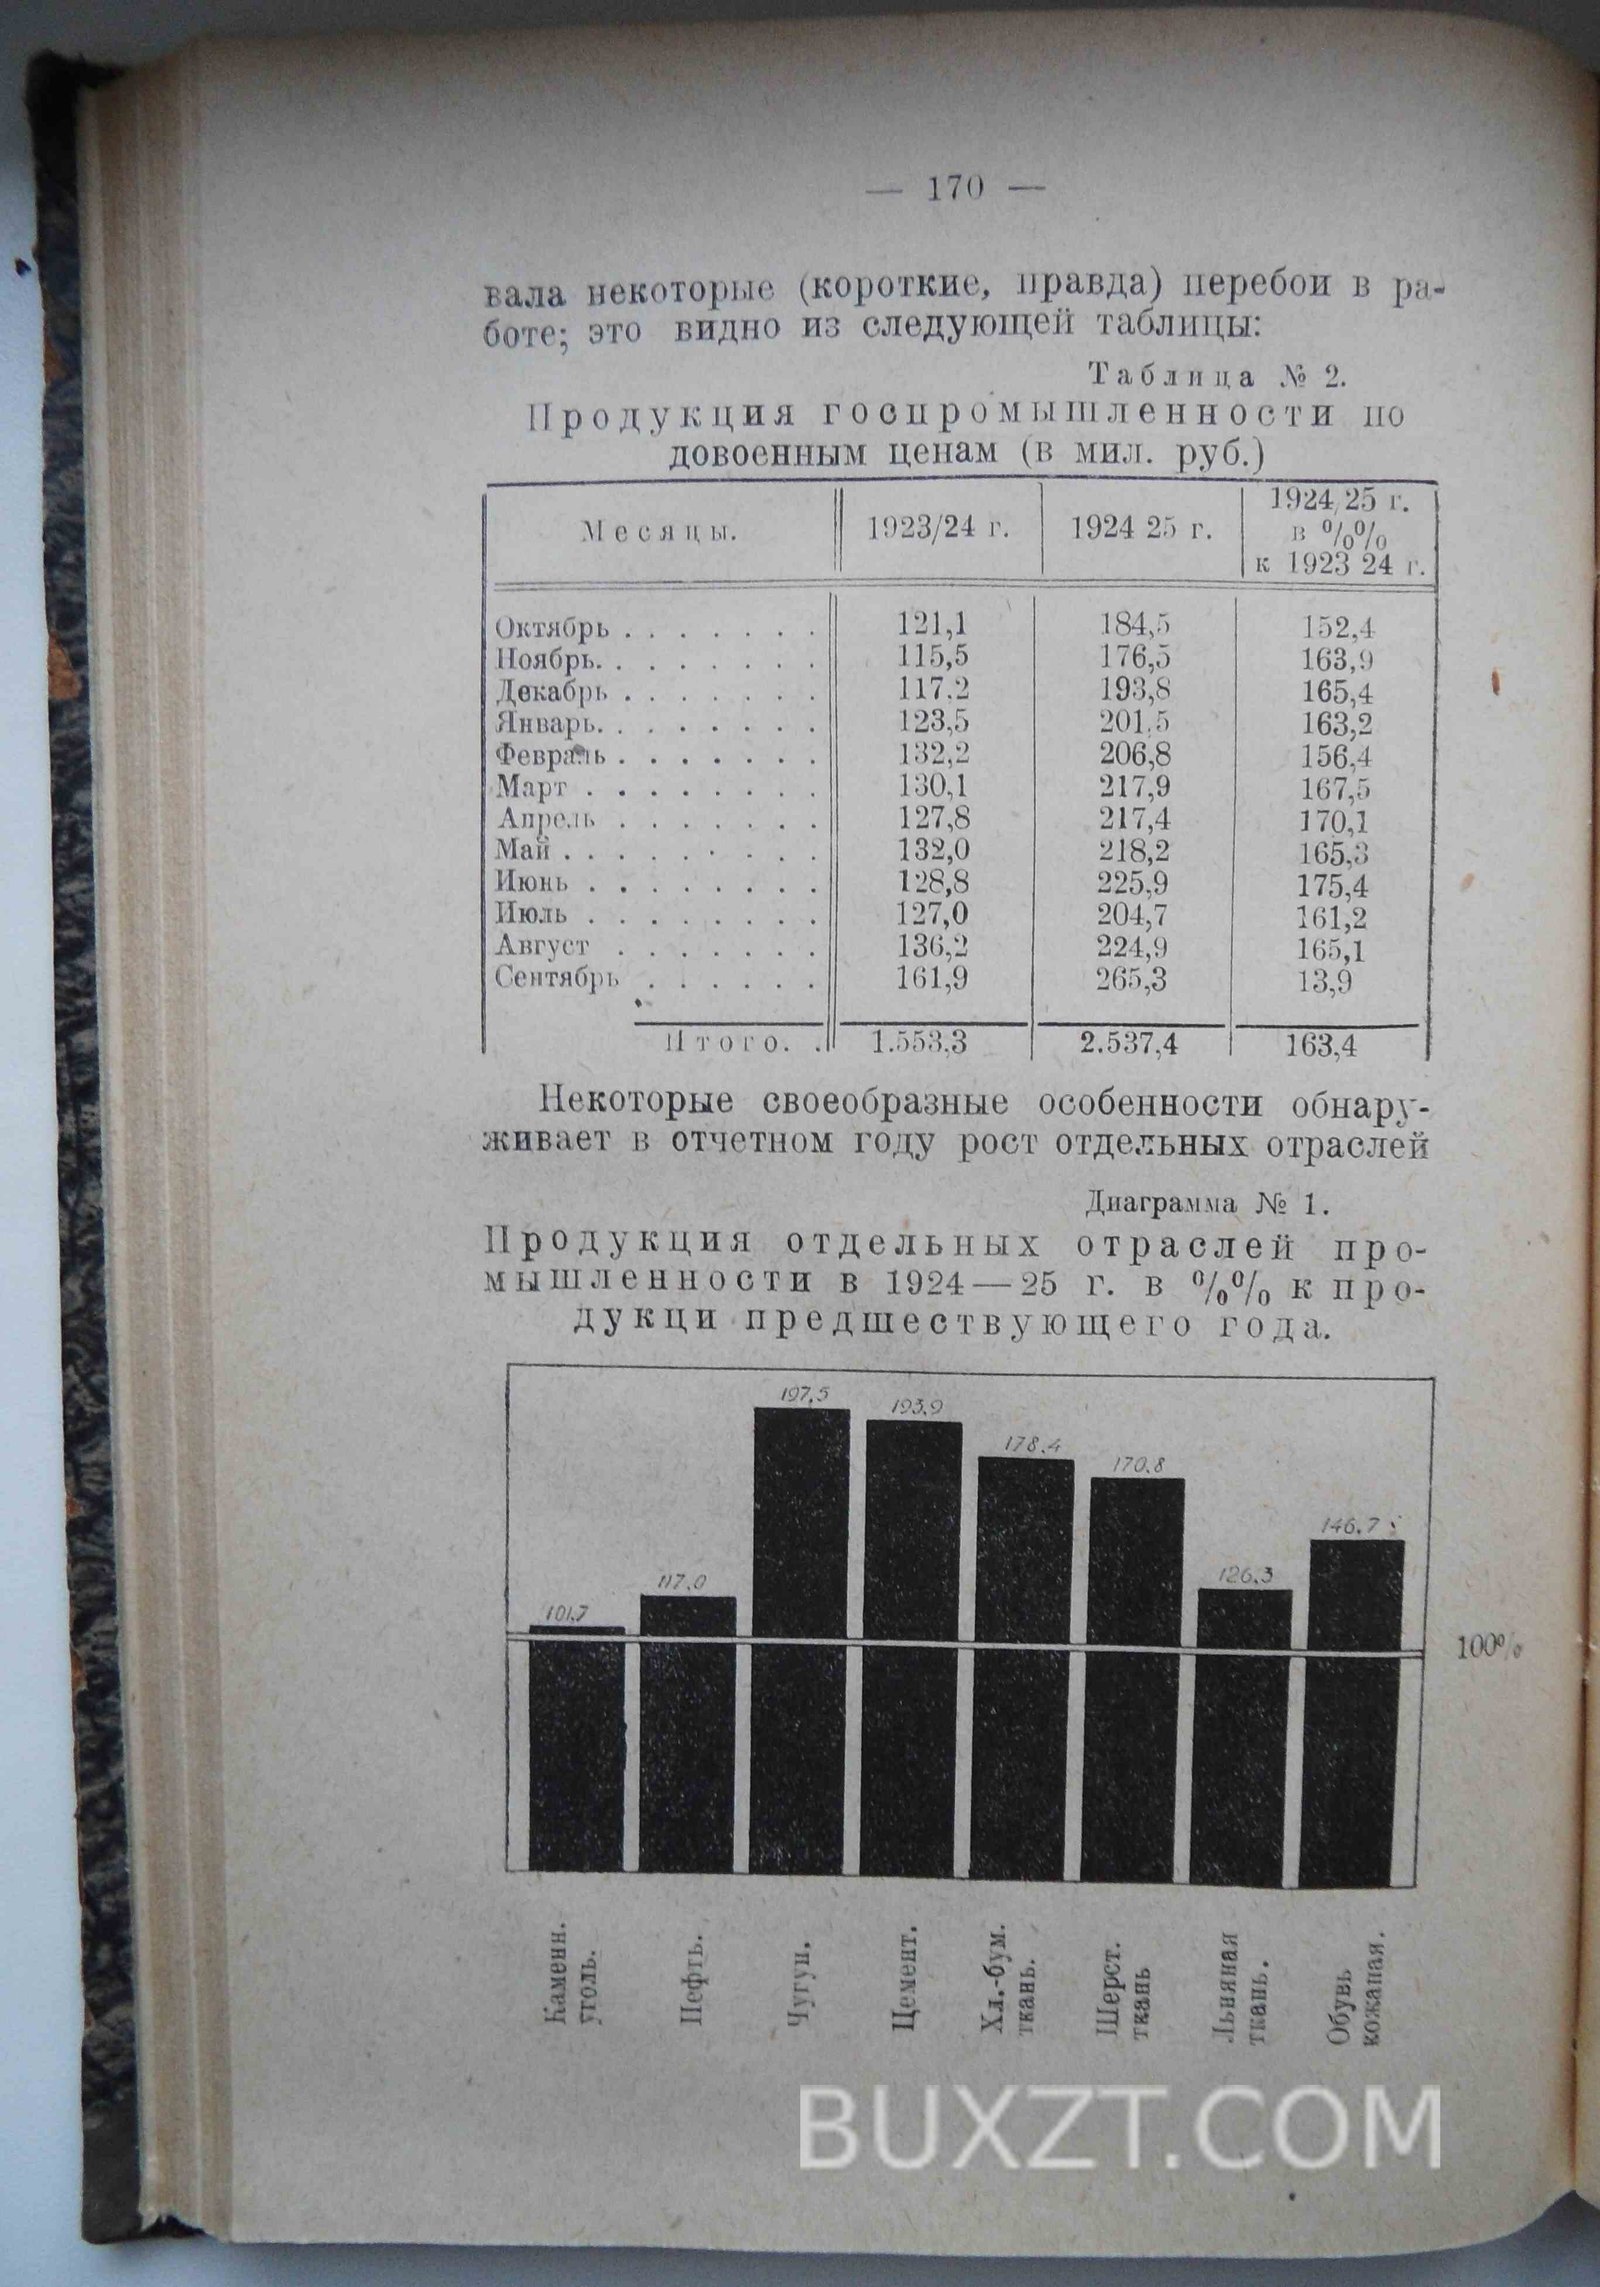 — 170 —
вала некоторые (короткие, правда) перебои в ра-
боте; это видно из следующей таблицы:
Таблица № 2.
Продукция госпромышленности по
довоенным ценам (в мил. руб.)
Месяцы. 1923/24 г. 1924 25 г. 1924/25 г. в %% к 1923 24 г.
Октябрь . . . . . . . 121,1 184,5 152,4
Ноябрь. . . . . . . . 115,5 176,5 163,9
Декабрь . . . . . . . 117.2 193,8 165,4
Январь. . . . . . . . 123,5 201,5 163,2
Февраль . . . . . . . 132,2 206,8 156,4
Март . . . . . . . . 130,1 217,9 167,5
Апрель . . . . . . . 127,8 217,4 170,1
Май . . . . . . . . . 132,0 218,2 165,3
Июнь . . . . . . . . 128,8 225,9 175,4
Июль . . . . . . . . 127,0 204,7 161,2
Август . . . . . . . 136,2 224,9 165,1
Сентябрь . . . . . . 161,9 265,3 13,9
Итого. . 1.553,3 2.537,4 163,4
Некоторые своеобразные особенности обнару-
живает в отчетном году рост отдельных отраслей
Диаграмма № 1.
Продукция отдельных отраслей про-
мышленности в 1924—25 г. в %% к про-
дукци предшествующего года.
197,5
193,9
178,4
170,8
146,7
126,3
117,0
101,7
100%
Каменн.
уголь.
Нефть.
Чугун.
Цемент.
Хл.-бум.
ткань.
Шерст.
ткань
Льняная
ткань.
Обувь
кожаная.
BUXZT.COM